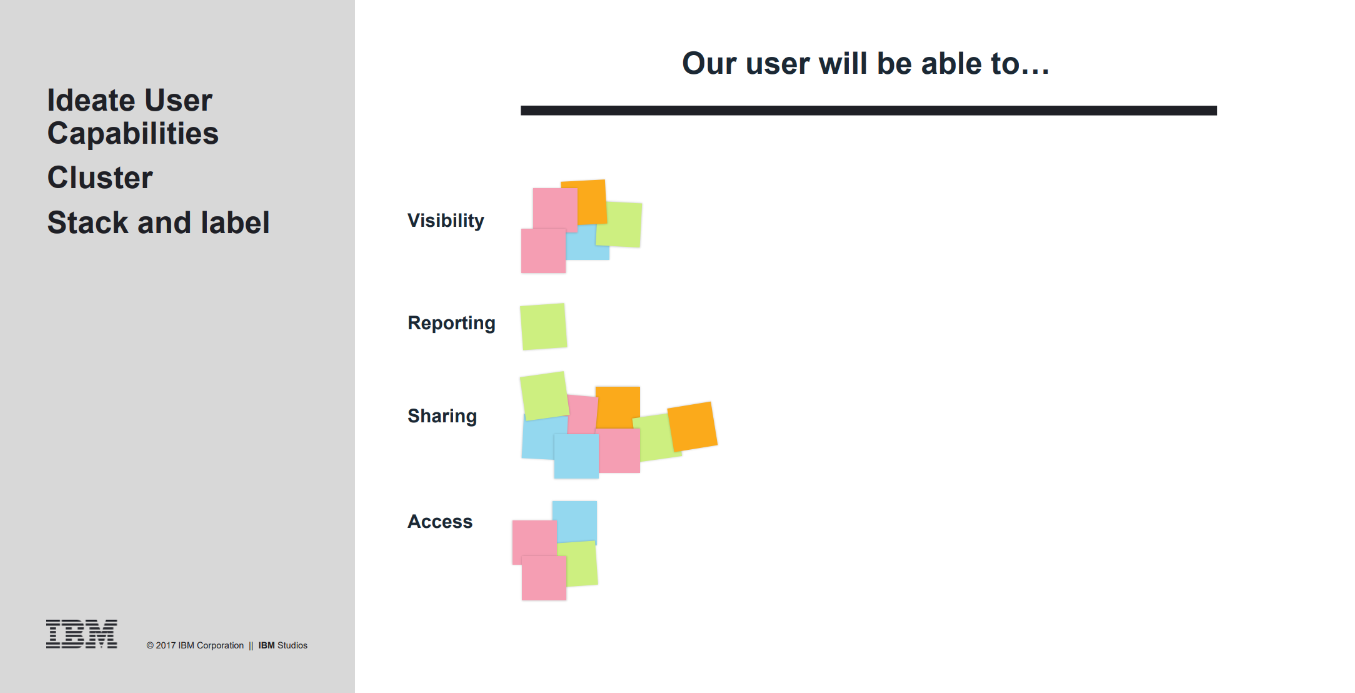 Ideate User
Capabilities
Cluster
Stack and label
Our user will be able to…
Visibility
Reporting
Sharing
Access
IBM
© 2017 IBM Corporation || IBM Studios